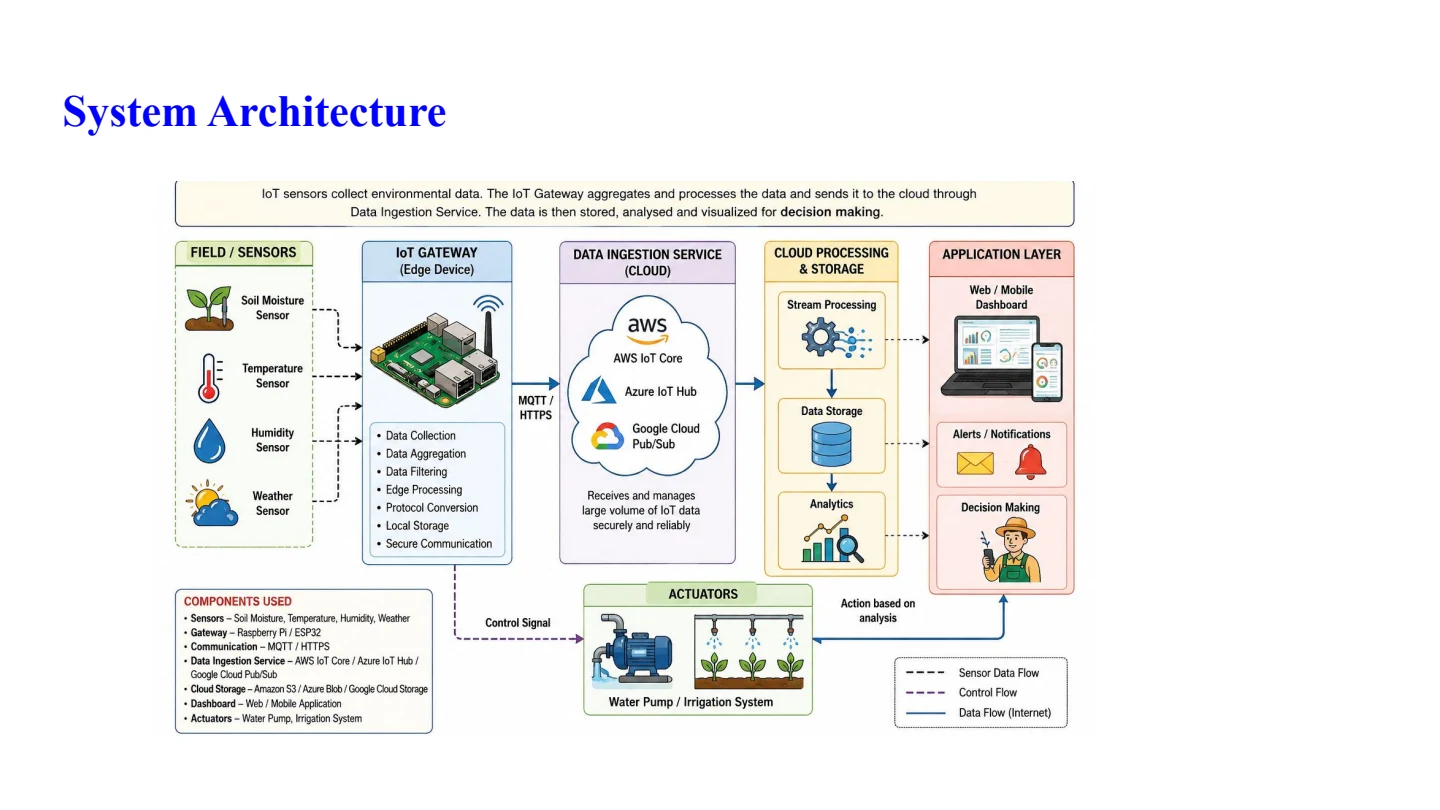 System Architecture
IoT sensors collect environmental data. The IoT Gateway aggregates and processes the data and sends it to the cloud through
Data Ingestion Service. The data is then stored, analysed and visualized for decision making.
FIELD / SENSORS
Soil Moisture
Sensor
Temperature
Sensor
Humidity
Sensor
Weather
Sensor
IoT GATEWAY
(Edge Device)
• Data Collection
• Data Aggregation
• Data Filtering
• Edge Processing
• Protocol Conversion
• Local Storage
• Secure Communication
MQTT /
HTTPS
DATA INGESTION SERVICE
(CLOUD)
aws
AWS IoT Core
Azure IoT Hub
Google Cloud
Pub/Sub
Receives and manages
large volume of IoT data
securely and reliably
CLOUD PROCESSING
& STORAGE
Stream Processing
Data Storage
Analytics
APPLICATION LAYER
Web / Mobile
Dashboard
Alerts / Notifications
Decision Making
COMPONENTS USED
• Sensors – Soil Moisture, Temperature, Humidity, Weather
• Gateway – Raspberry Pi / ESP32
• Communication – MQTT / HTTPS
• Data Ingestion Service – AWS IoT Core / Azure IoT Hub /
Google Cloud Pub/Sub
• Cloud Storage – Amazon S3 / Azure Blob / Google Cloud Storage
• Dashboard – Web / Mobile Application
• Actuators – Water Pump, Irrigation System
Control Signal
ACTUATORS
Water Pump / Irrigation System
Action based on
analysis
Sensor Data Flow
Control Flow
Data Flow (Internet)